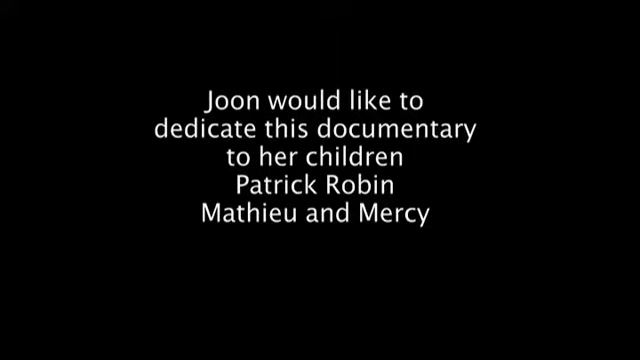 Joon would like to
dedicate this documentary
to her children
Patrick Robin
Mathieu and Mercy